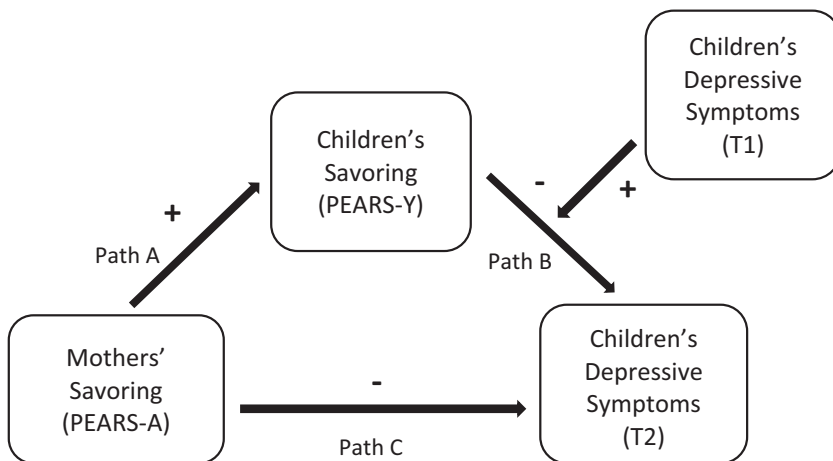 Children's
Depressive
Symptoms
(T1)
Children's
Savoring
(PEARS-Y)
+
-
+
Path A
Path B
Mothers'
Savoring
(PEARS-A)
-
Path C
Children's
Depressive
Symptoms
(T2)